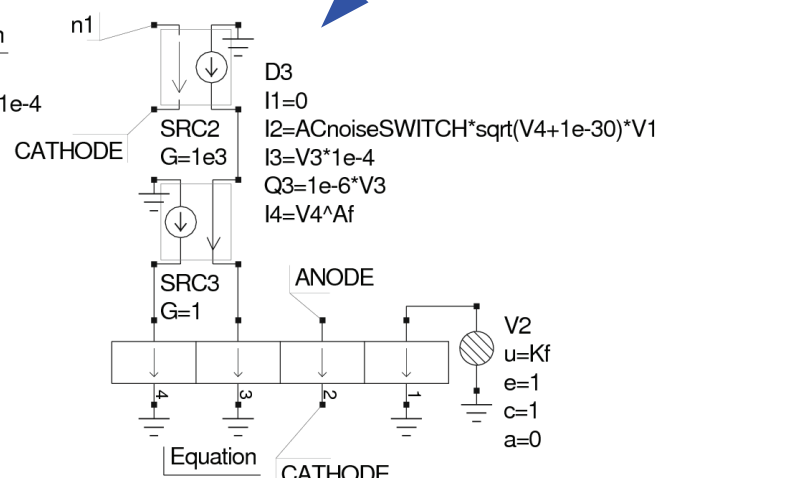 n1
1e-4
CATHODE
SRC2
G=1e3
D3
I1=0
I2=ACnoiseSWITCH*sqrt(V4+1e-30)*V1
I3=V3*1e-4
Q3=1e-6*V3
I4=V4^Af
SRC3
G=1
ANODE
V2
u=Kf
e=1
c=1
a=0
4
3
2
1
Equation
CATHODE